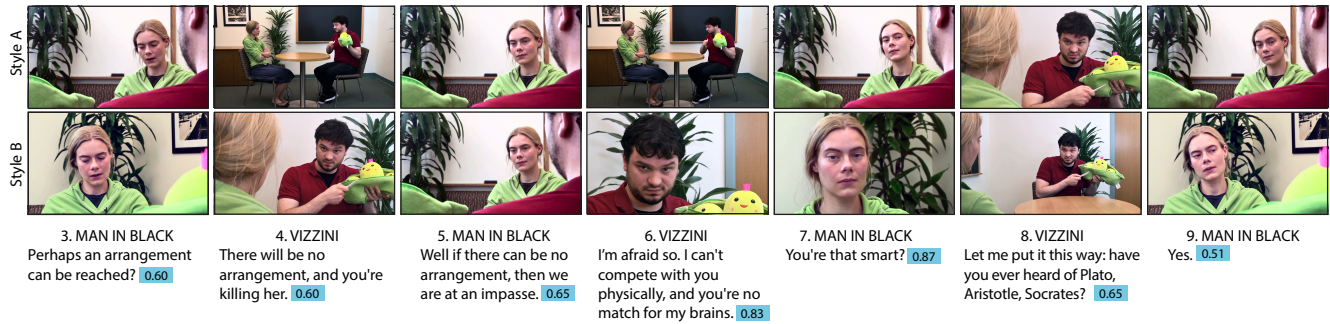 Style A
Style B
3. MAN IN BLACK
Perhaps an arrangement
can be reached? 0.60
4. VIZZINI
There will be no
arrangement, and you're
killing her. 0.60
5. MAN IN BLACK
Well if there can be no
arrangement, then we
are at an impasse. 0.65
6. VIZZINI
I'm afraid so. I can't
compete with you
physically, and you're no
match for my brains. 0.83
7. MAN IN BLACK
You're that smart? 0.87
8. VIZZINI
Let me put it this way: have
you ever heard of Plato,
Aristotle, Socrates? 0.65
9. MAN IN BLACK
Yes. 0.51